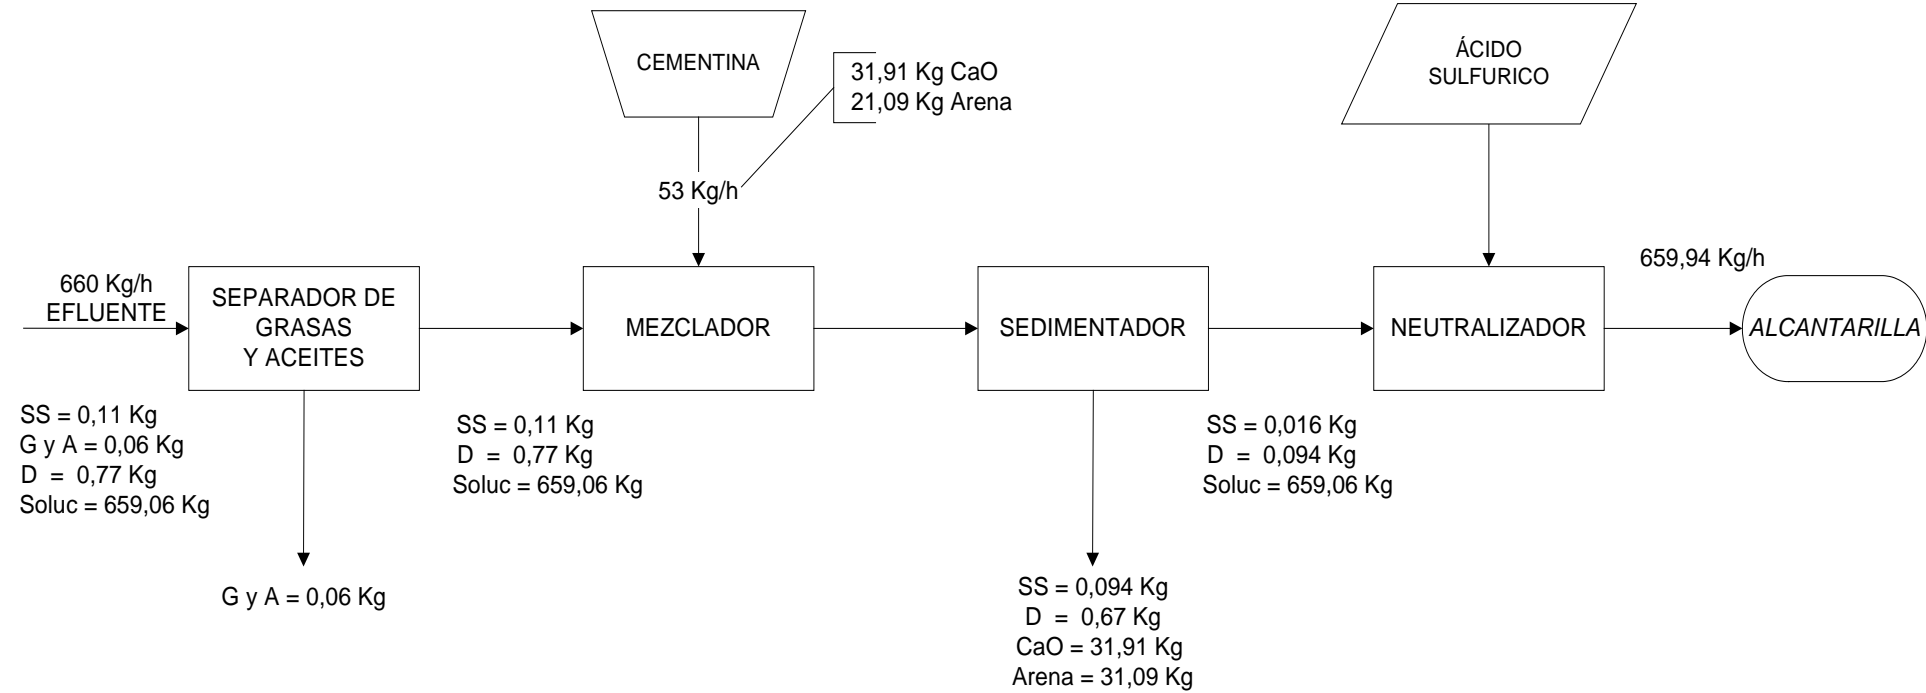 CEMENTINA
31,91 Kg CaO
21,09 Kg Arena
ÁCIDO
SULFURICO
53 Kg/h
660 Kg/h
EFLUENTE
SEPARADOR DE
GRASAS
Y ACEITES
MEZCLADOR
SEDIMENTADOR
NEUTRALIZADOR
659,94 Kg/h
ALCANTARILLA
SS = 0,11 Kg
G y A = 0,06 Kg
D = 0,77 Kg
Soluc = 659,06 Kg
SS = 0,11 Kg
D = 0,77 Kg
Soluc = 659,06 Kg
SS = 0,016 Kg
D = 0,094 Kg
Soluc = 659,06 Kg
G y A = 0,06 Kg
SS = 0,094 Kg
D = 0,67 Kg
CaO = 31,91 Kg
Arena = 31,09 Kg